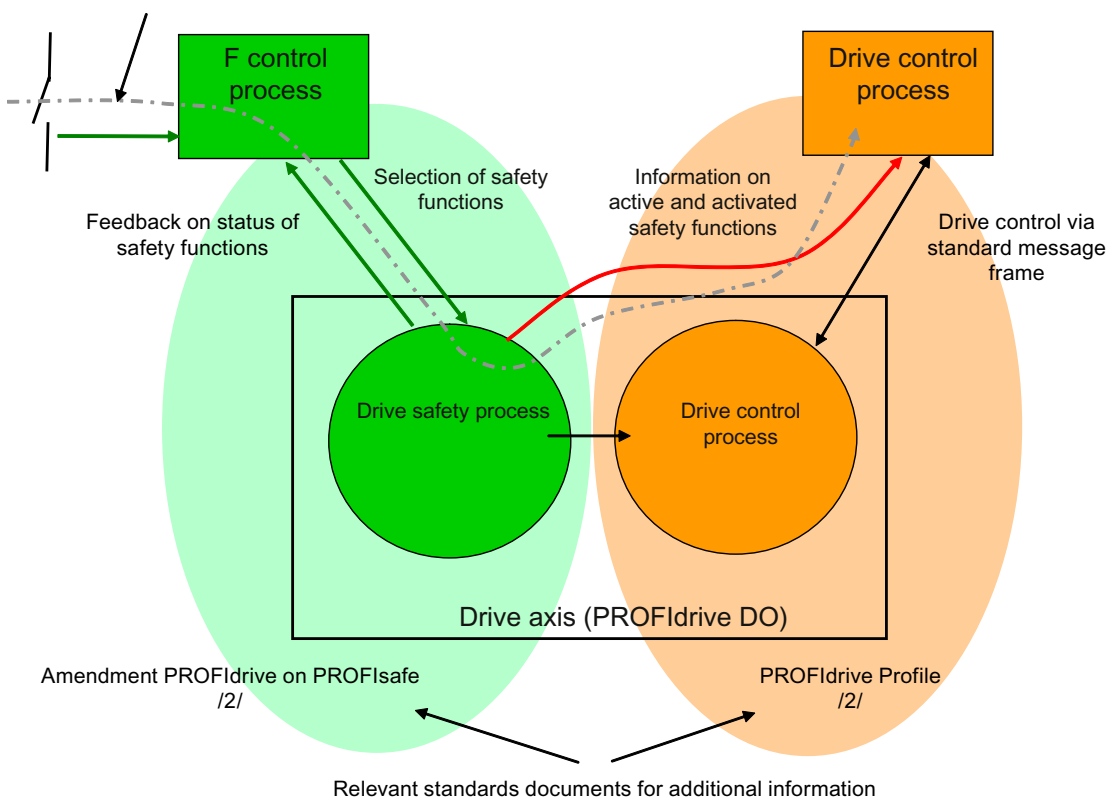 F control
process
Drive control
process
Selection of safety
functions
Information on
active and activated
safety functions
Feedback on status of
safety functions
Drive control via
standard message
frame
Drive safety process
Drive control
process
Drive axis (PROFIdrive DO)
Amendment PROFIdrive on PROFIsafe
/2/
PROFIdrive Profile
/2/
Relevant standards documents for additional information